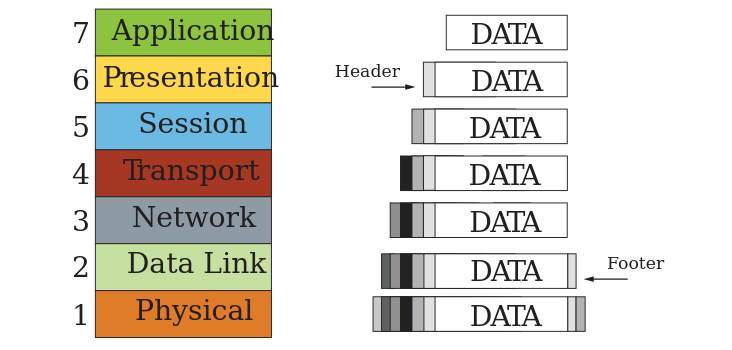 7 Application DATA
Header
6 Presentation DATA
5 Session DATA
4 Transport DATA
3 Network DATA
Footer
2 Data Link DATA
1 Physical DATA